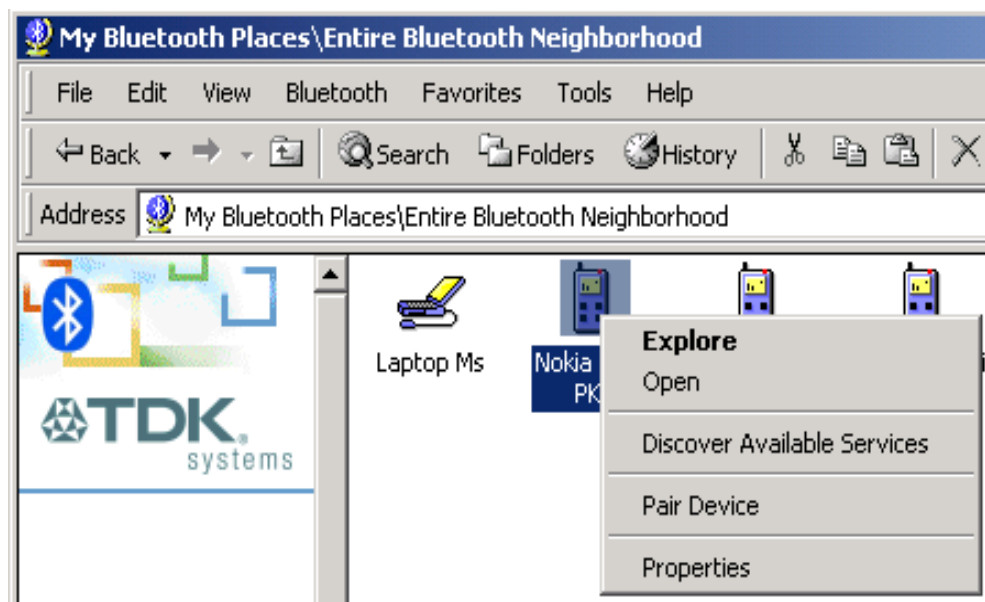 My Bluetooth Places\Entire Bluetooth Neighborhood
File Edit View Bluetooth Favorites Tools Help
Back Search Folders History
Address My Bluetooth Places\Entire Bluetooth Neighborhood
Laptop Ms
Nokia
PK
TDK®
systems
Explore
Open
Discover Available Services
Pair Device
Properties